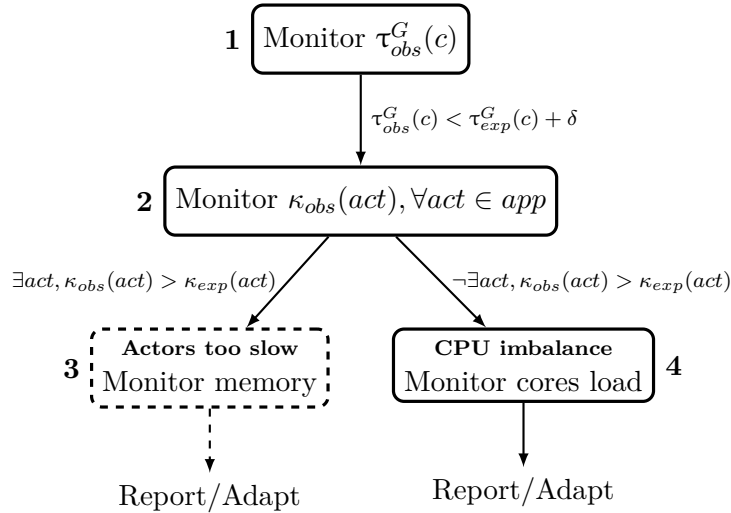 1 Monitor τ^G_obs(c)
τ^G_obs(c) < τ^G_exp(c) + δ
2 Monitor κ_obs(act), ∀act ∈ app
∃act, κ_obs(act) > κ_exp(act)
¬∃act, κ_obs(act) > κ_exp(act)
3 Actors too slow
Monitor memory
CPU imbalance
Monitor cores load 4
Report/Adapt
Report/Adapt